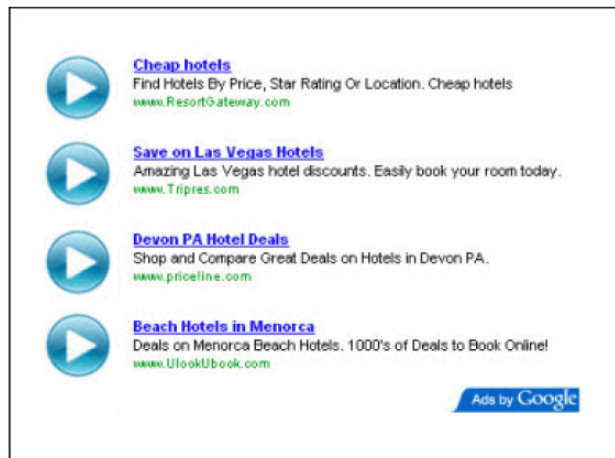 Cheap hotels
Find Hotels By Price, Star Rating Or Location. Cheap hotels
www.ResortGateway.com
Save on Las Vegas Hotels
Amazing Las Vegas hotel discounts. Easily book your room today.
www.Tripres.com
Devon PA Hotel Deals
Shop and Compare Great Deals on Hotels in Devon PA.
www.priceline.com
Beach Hotels in Menorca
Deals on Menorca Beach Hotels. 1000's of Deals to Book Online!
www.UlookUbook.com
Ads by Google